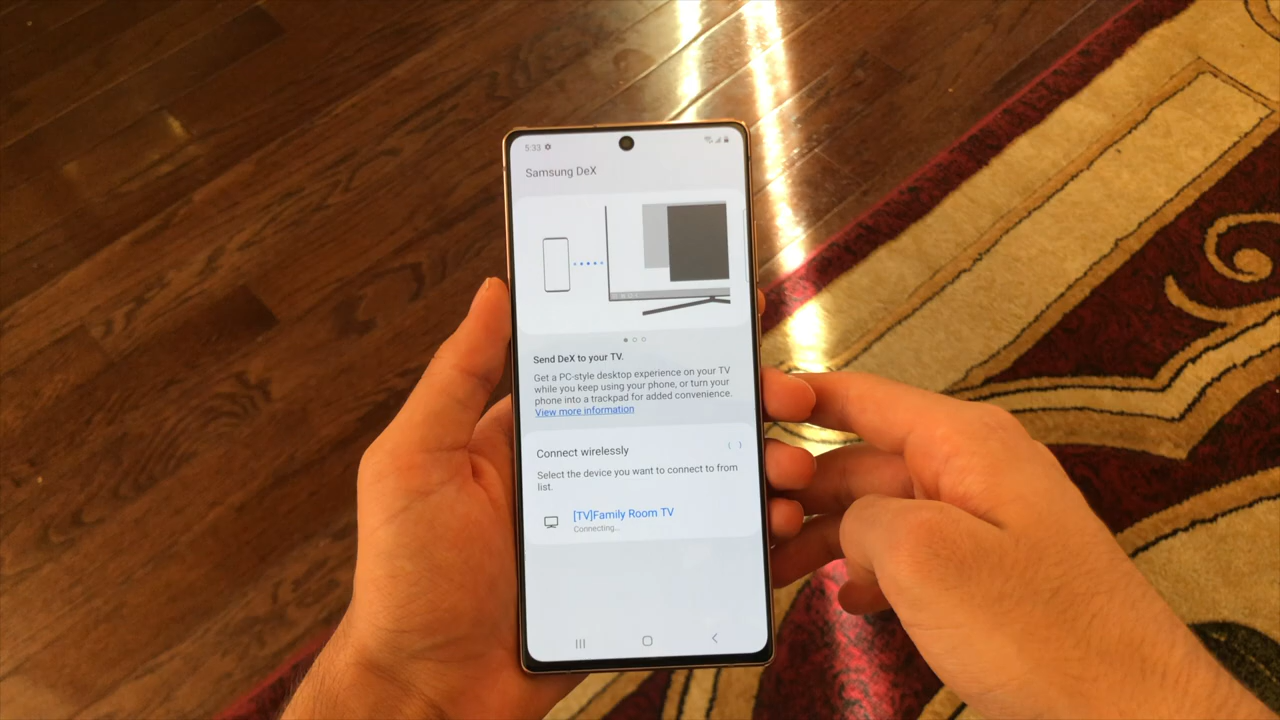 5:33
Samsung DeX
Send DeX to your TV.
Get a PC-style desktop experience on your TV
while you keep using your phone, or turn your
phone into a trackpad for added convenience.
View more information
Connect wirelessly
Select the device you want to connect to from
list.
[TV]Family Room TV
Connecting...